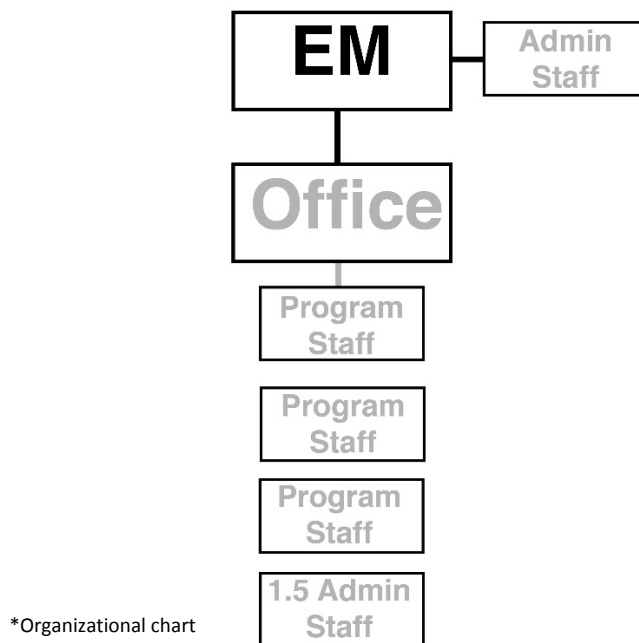 EM
Admin
Staff
Office
Program
Staff
Program
Staff
Program
Staff
1.5 Admin
Staff
*Organizational chart